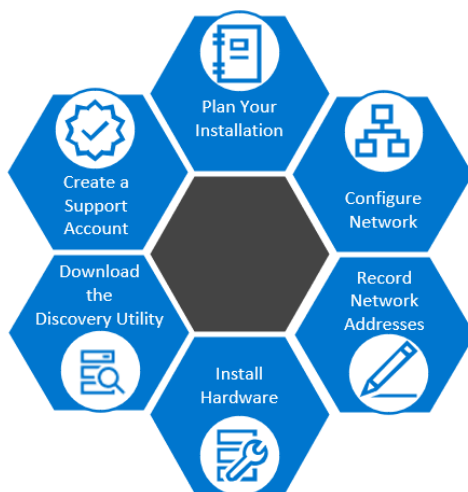 Plan Your
Installation
Configure
Network
Record
Network
Addresses
Install
Hardware
Download
the
Discovery Utility
Create a
Support
Account